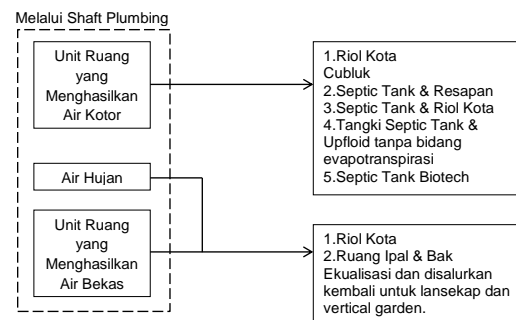 Melalui Shaft Plumbing
Unit Ruang
yang
Menghasilkan
Air Kotor
Air Hujan
Unit Ruang
yang
Menghasilkan
Air Bekas
1.Riol Kota
Cubluk
2.Septic Tank & Resapan
3.Septic Tank & Riol Kota
4.Tangki Septic Tank &
Upfloid tanpa bidang
evapotranspirasi
5.Septic Tank Biotech
1.Riol Kota
2.Ruang Ipal & Bak
Ekualisasi dan disalurkan
kembali untuk lansekap dan
vertical garden.